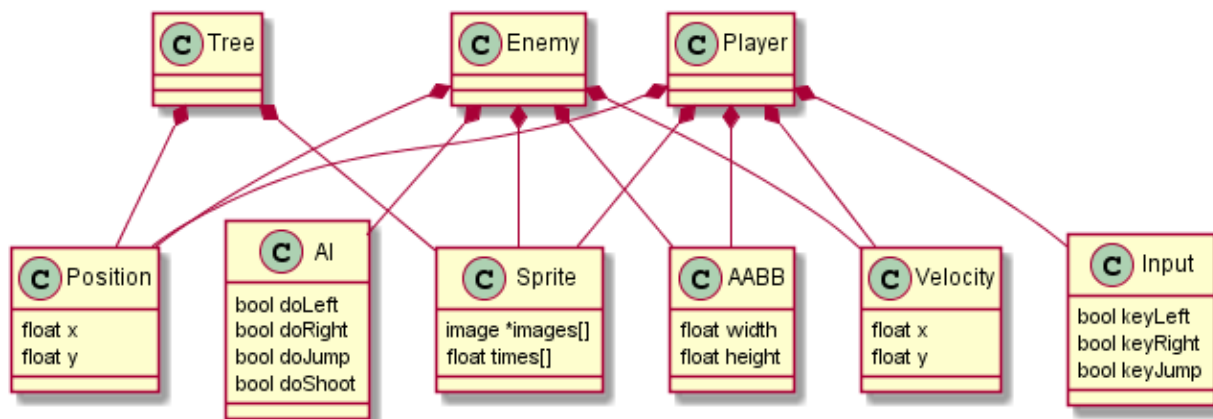 C Tree
C Enemy
C Player
C Position
float x
float y
C AI
bool doLeft
bool doRight
bool doJump
bool doShoot
C Sprite
image *images[]
float times[]
C AABB
float width
float height
C Velocity
float x
float y
C Input
bool keyLeft
bool keyRight
bool keyJump